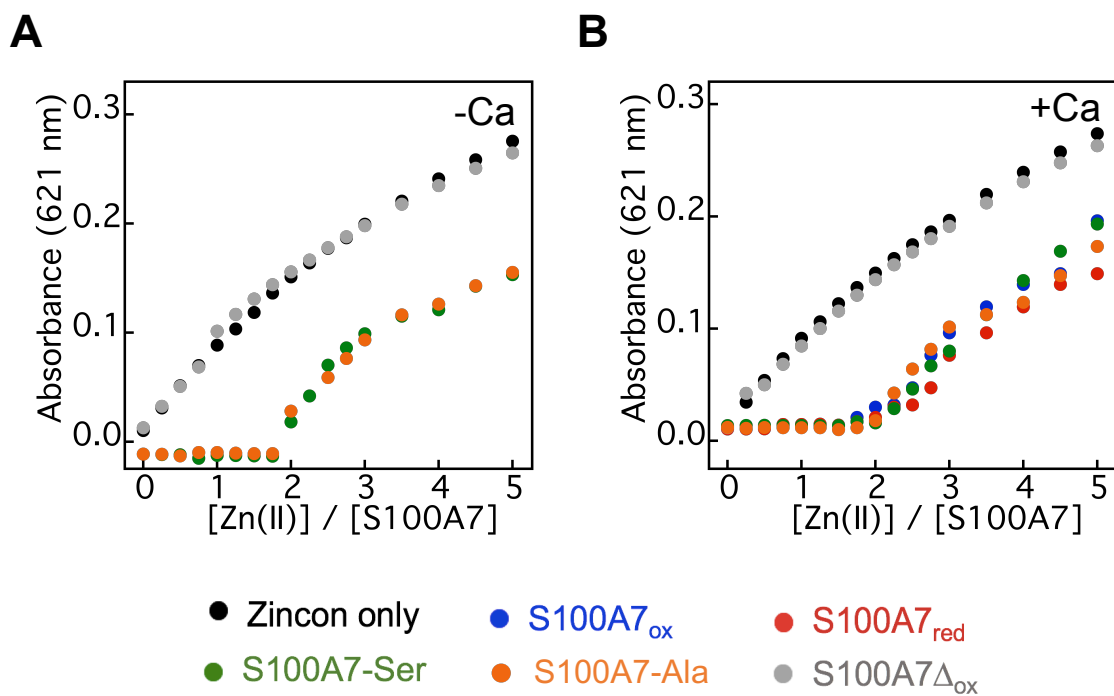 A
B
-Ca
+Ca
Absorbance (621 nm)
0.3
0.2
0.1
0.0
0 1 2 3 4 5
[Zn(II)] / [S100A7]
Absorbance (621 nm)
0.3
0.2
0.1
0.0
0 1 2 3 4 5
[Zn(II)] / [S100A7]
Zincon only
S100A7ox
S100A7red
S100A7-Ser
S100A7-Ala
S100A7Δox